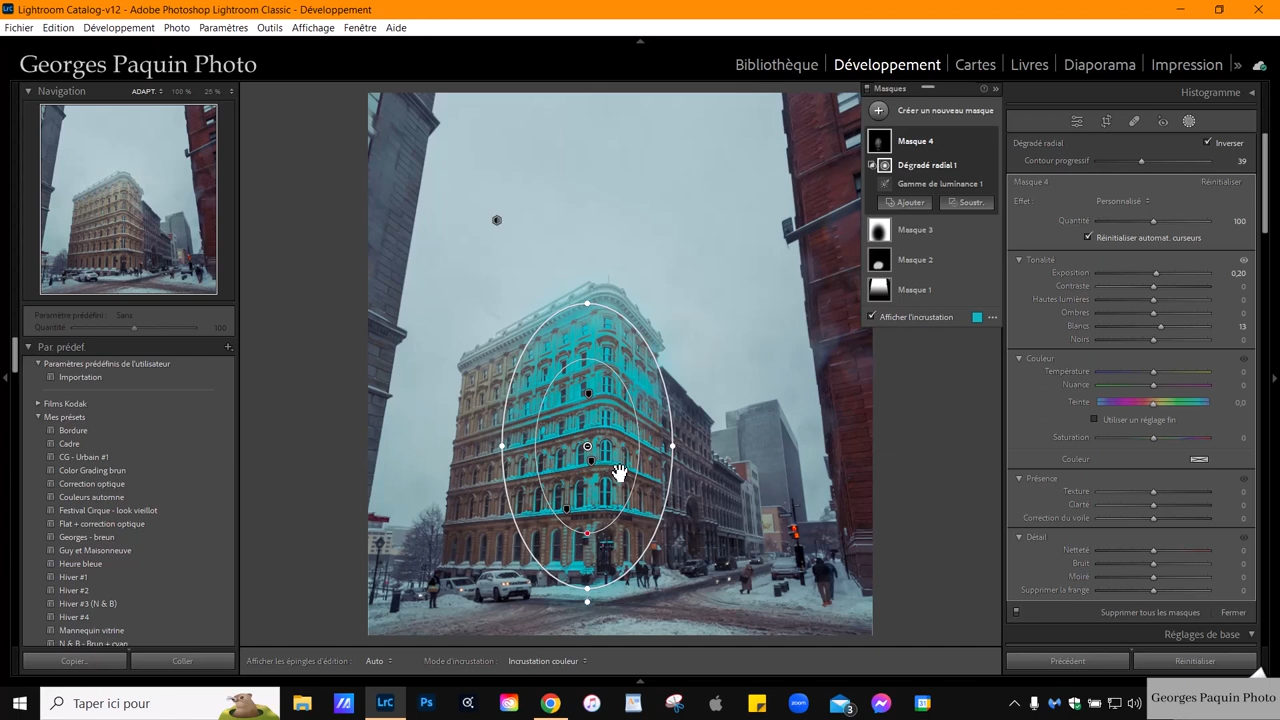 Lightroom Catalog-v12 - Adobe Photoshop Lightroom Classic - Développement
Fichier Edition Développement Photo Paramètres Outils Affichage Fenêtre Aide
Georges Paquin Photo
Bibliothèque Développement Cartes Livres Diaporama Impression »
Navigation ADAPT. 100 % 25 %
Paramètre prédéfini : Sans
Quantité 100
Par. prédéf. +
Paramètres prédéfinis de l'utilisateur
Importation
Films Kodak
Mes présets
Bordure
Cadre
CG - Urbain #1
Color Grading brun
Correction optique
Couleurs automne
Festival Cirque - look vieillot
Flat + correction optique
Georges - breun
Guy et Maisonneuve
Heure bleue
Hiver #1
Hiver #2
Hiver #3 (N & B)
Hiver #4
Mannequin vitrine
N & B - Brun + cyan
Copier... Coller
Afficher les épingles d'édition : Auto Mode d'incrustation : Incrustation couleur
Masques
Créer un nouveau masque
Masque 4
Dégradé radial 1
Gamme de luminance 1
Ajouter Soustr.
Masque 3
Masque 2
Masque 1
Afficher l'incrustation
Histogramme
Dégradé radial Inverser
Contour progressif 39
Masque 4 Réinitialiser
Effet : Personnalisé
Quantité 100
Réinitialiser automat. curseurs
Tonalité
Exposition 0,20
Contraste 0
Hautes lumières 0
Ombres 0
Blancs 13
Noirs 0
Couleur
Température 0
Nuance 0
Teinte 0,0
Utiliser un réglage fin
Saturation 0
Couleur
Présence
Texture 0
Clarté 0
Correction du voile 0
Détail
Netteté 0
Bruit 0
Moiré 0
Supprimer la frange 0
Supprimer tous les masques Fermer
Réglages de base
Précédent Réinitialiser
Taper ici pour
LrC Ps zoom 3
Georges Paquin Photo